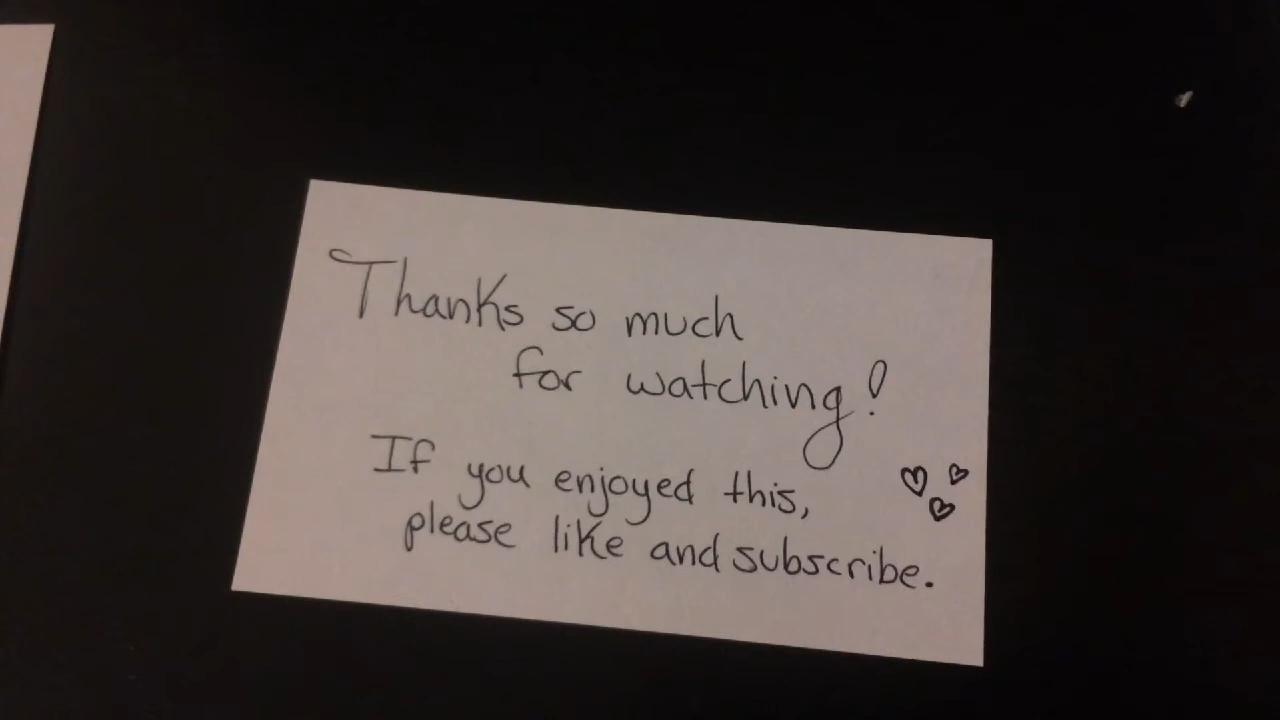 Thanks so much
for watching!
If you enjoyed this,
please like and subscribe.